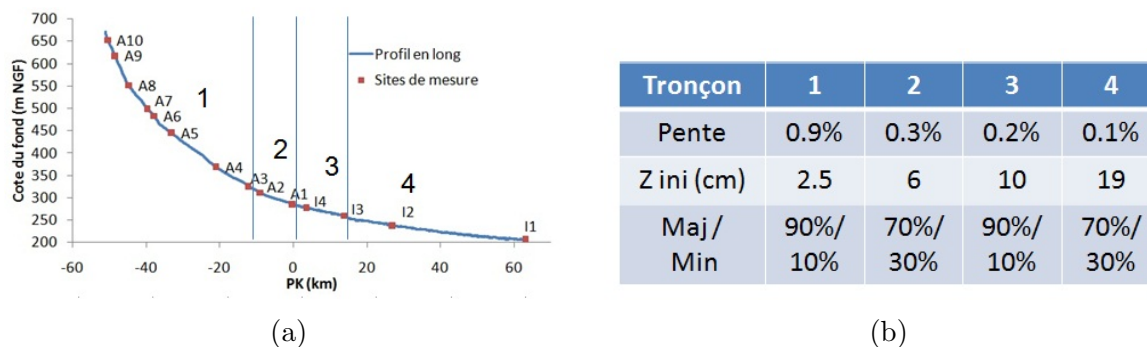 Cote du fond (m NGF)
700
650
600
550
500
450
400
350
300
250
200
A10
A9
A8
A7
A6
A5
A4
A3
A2
A1
I4
I3
I2
I1
1
2
3
4
Profil en long
Sites de mesure
-60 -40 -20 0 20 40 60
PK (km)
(a)
Tronçon 1 2 3 4
Pente 0.9% 0.3% 0.2% 0.1%
Z ini (cm) 2.5 6 10 19
Maj / 90%/ 70%/ 90%/ 70%/
Min 10% 30% 10% 30%
(b)